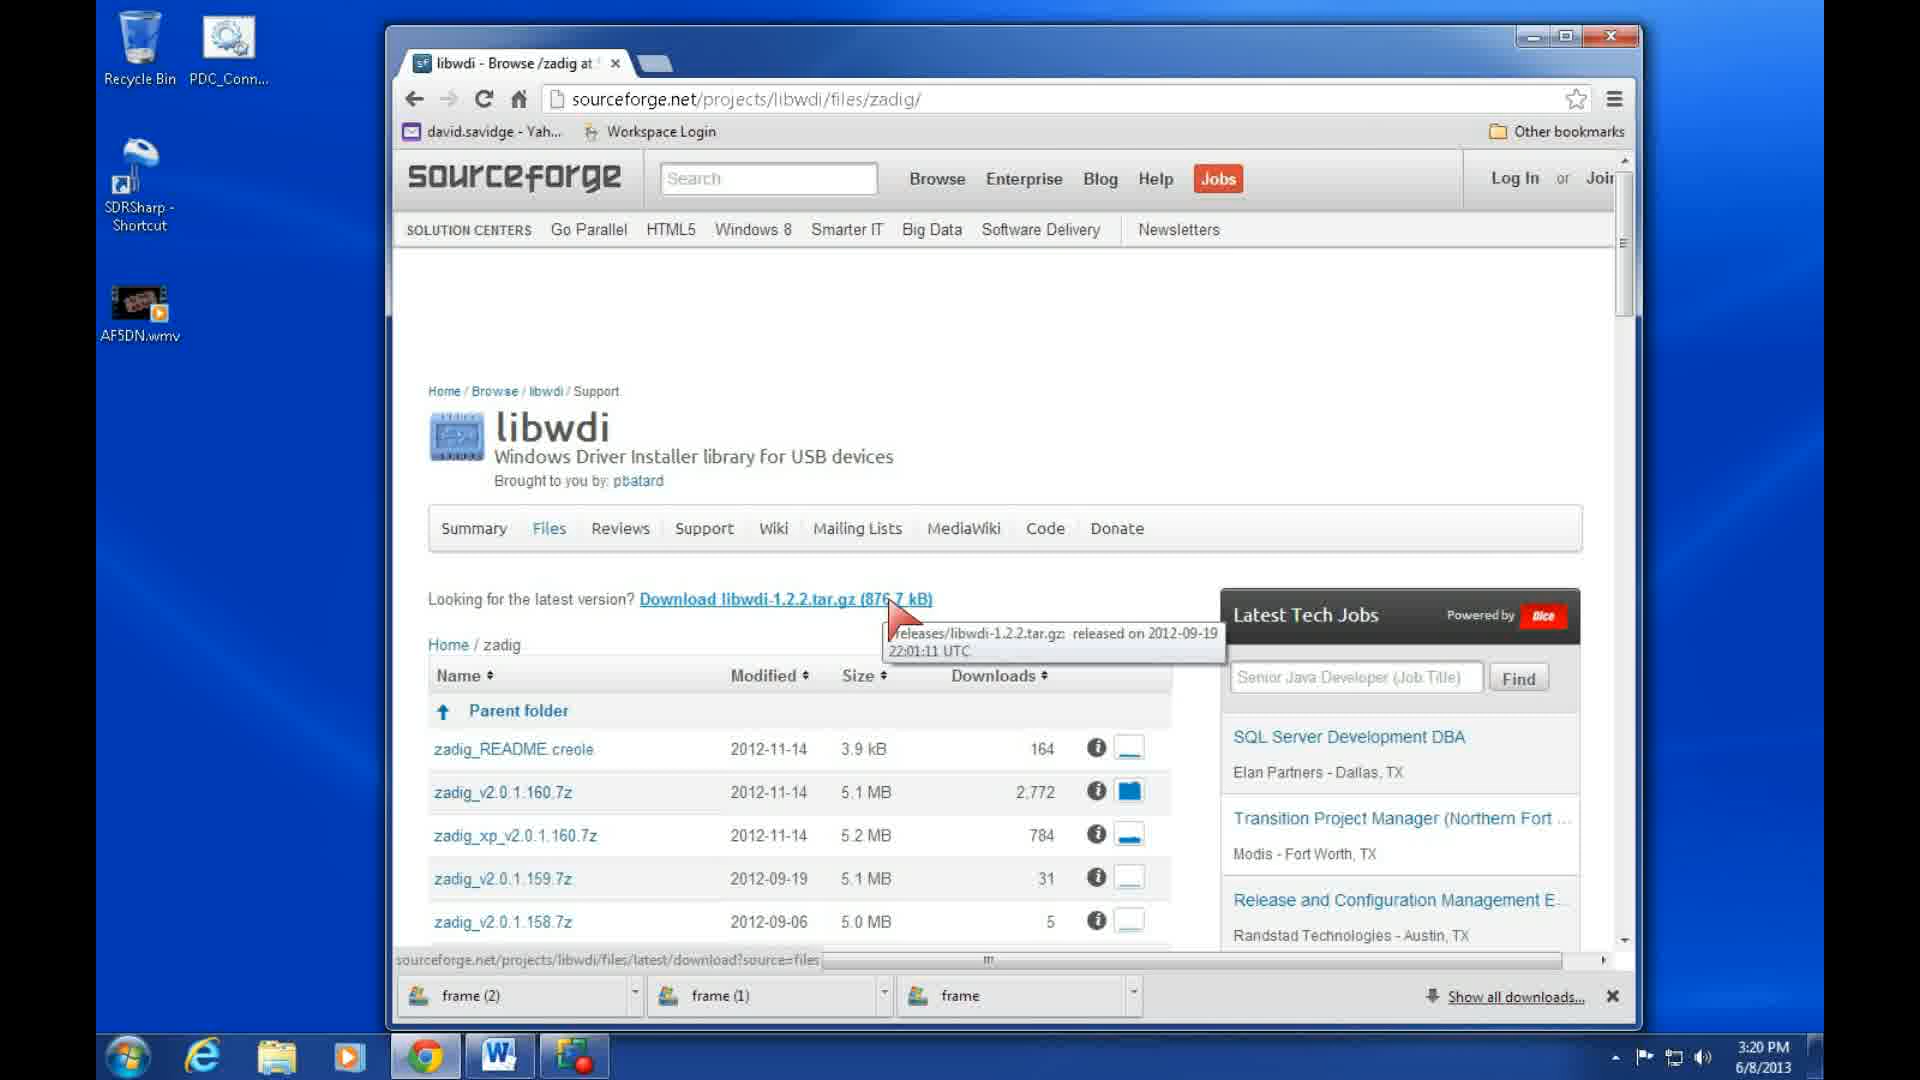 Recycle Bin
PDC_Conn...
SDRSharp -
Shortcut
AF5DN.wmv
sf
libwdi - Browse /zadig at
sourceforge.net/projects/libwdi/files/zadig/
david.savidge - Yah...
Workspace Login
Other bookmarks
sourceforge
Search
Browse
Enterprise
Blog
Help
Jobs
Log In or Join
SOLUTION CENTERS
Go Parallel
HTML5
Windows 8
Smarter IT
Big Data
Software Delivery
Newsletters
Home / Browse / libwdi / Support
libwdi
Windows Driver Installer library for USB devices
Brought to you by: pbatard
Summary
Files
Reviews
Support
Wiki
Mailing Lists
MediaWiki
Code
Donate
Looking for the latest version? Download libwdi-1.2.2.tar.gz (876.7 kB)
/releases/libwdi-1.2.2.tar.gz: released on 2012-09-19
22:01:11 UTC
Home / zadig
Name Modified Size Downloads
Parent folder
zadig_README.creole 2012-11-14 3.9 kB 164
zadig_v2.0.1.160.7z 2012-11-14 5.1 MB 2,772
zadig_xp_v2.0.1.160.7z 2012-11-14 5.2 MB 784
zadig_v2.0.1.159.7z 2012-09-19 5.1 MB 31
zadig_v2.0.1.158.7z 2012-09-06 5.0 MB 5
Latest Tech Jobs
Powered by Dice
Senior Java Developer (Job Title)
Find
SQL Server Development DBA
Elan Partners - Dallas, TX
Transition Project Manager (Northern Fort ...
Modis - Fort Worth, TX
Release and Configuration Management E...
Randstad Technologies - Austin, TX
sourceforge.net/projects/libwdi/files/latest/download?source=files
frame (2)
frame (1)
frame
Show all downloads...
3:20 PM
6/8/2013